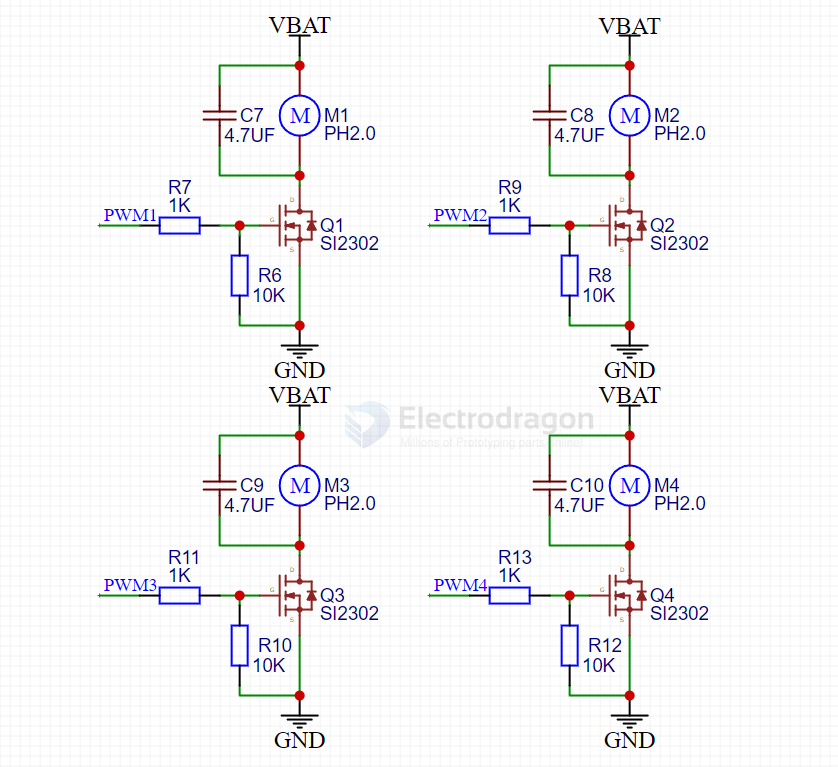 VBAT
C7
4.7UF
M
M1
PH2.0
R7
1K
PWM1
D
G
S
Q1
SI2302
R6
10K
GND
VBAT
C8
4.7UF
M
M2
PH2.0
R9
1K
PWM2
D
G
S
Q2
SI2302
R8
10K
GND
Electrodragon
Millions of Prototyping parts
VBAT
C9
4.7UF
M
M3
PH2.0
R11
1K
PWM3
D
G
S
Q3
SI2302
R10
10K
GND
VBAT
C10
4.7UF
M
M4
PH2.0
R13
1K
PWM4
D
G
S
Q4
SI2302
R12
10K
GND